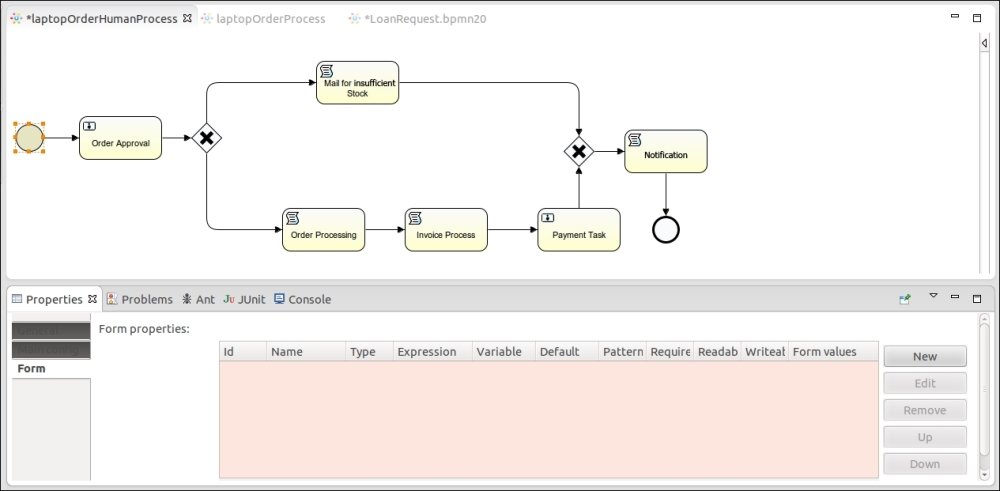 *laptopOrderHumanProcess laptopOrderProcess *LoanRequest.bpmn20
Mail for insufficient
Stock
Order Approval
Notification
Order Processing Invoice Process Payment Task
Properties Problems Ant Ju JUnit Console
General
Main config
Form
Form properties:
Id Name Type Expression Variable Default Pattern Require Readab Writeat Form values
New
Edit
Remove
Up
Down